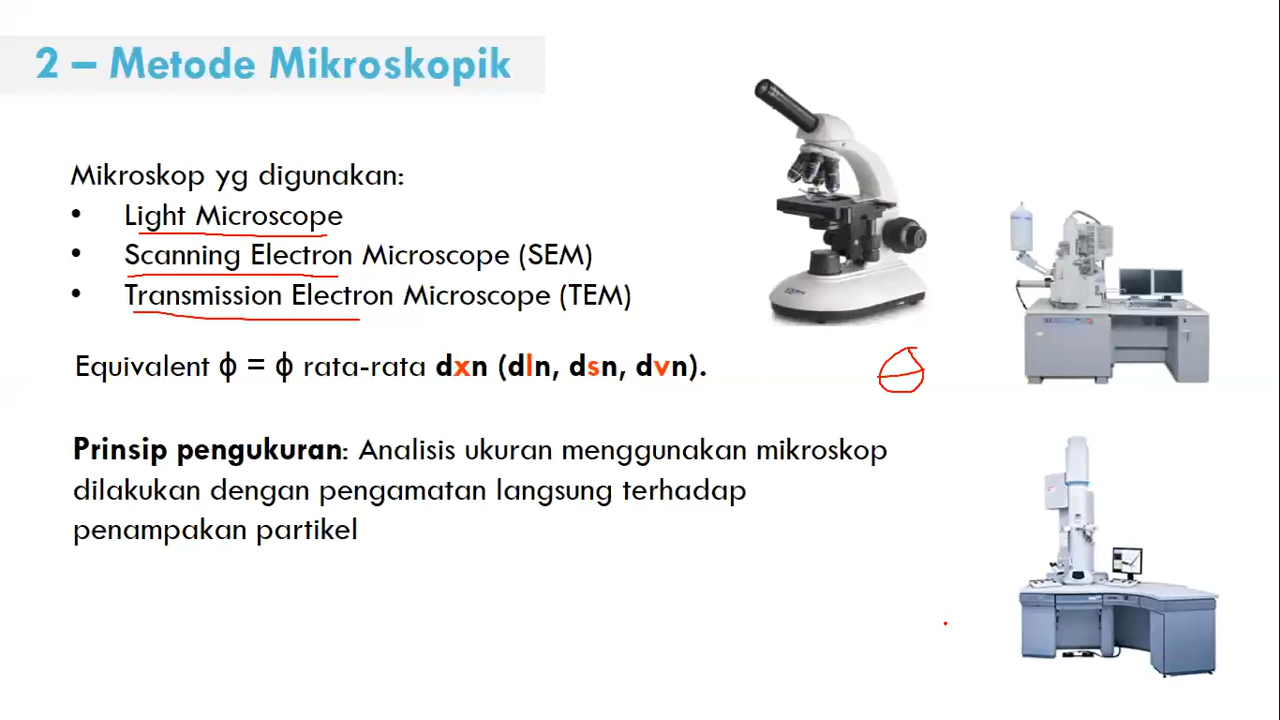 2 – Metode Mikroskopik
Mikroskop yg digunakan:
• Light Microscope
• Scanning Electron Microscope (SEM)
• Transmission Electron Microscope (TEM)
Equivalent ϕ = ϕ rata-rata dxn (dln, dsn, dvn).
Prinsip pengukuran: Analisis ukuran menggunakan mikroskop
dilakukan dengan pengamatan langsung terhadap
penampakan partikel